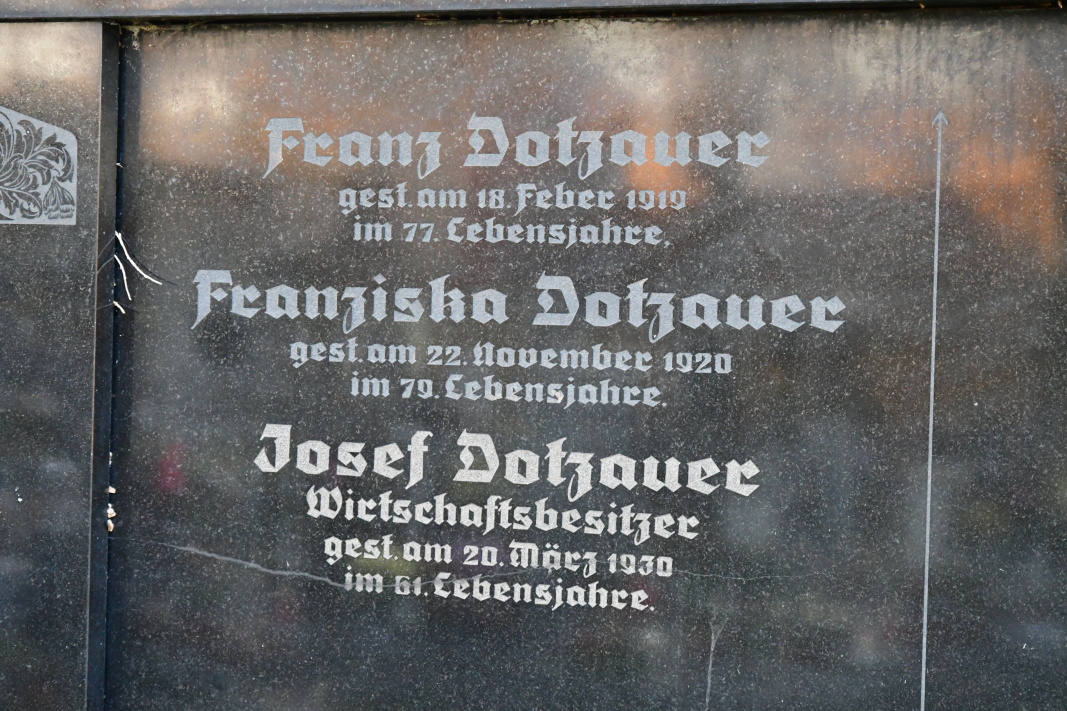 Franz Dotzauer
gest. am 18. Feber 1919
im 77. Lebensjahre.
Franziska Dotzauer
gest. am 22. November 1920
im 79. Lebensjahre.
Josef Dotzauer
Wirtschaftsbesitzer
gest. am 20. März 1930
im 61. Lebensjahre.